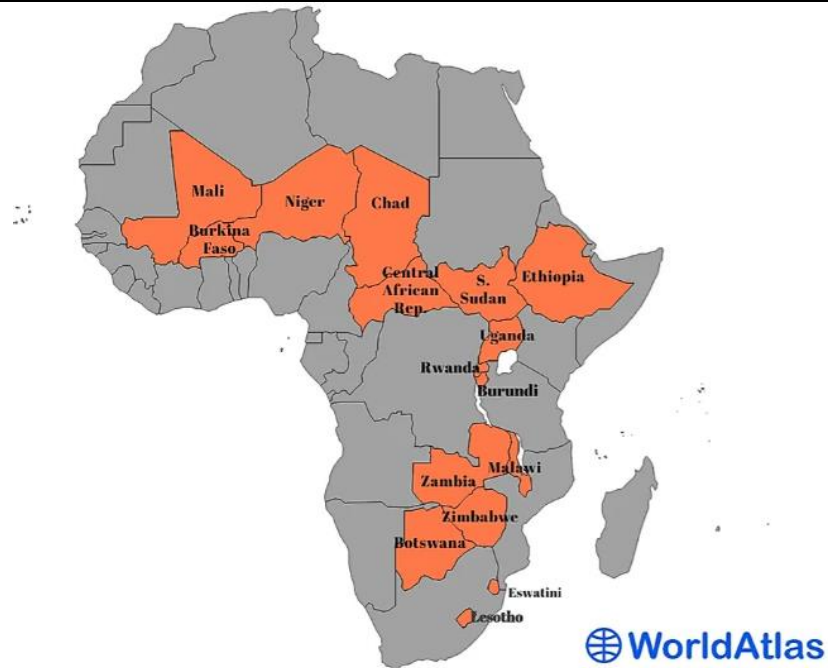 Mali
Niger
Chad
Burkina
Faso
Central
African
Rep.
S.
Sudan
Ethiopia
Uganda
Rwanda
Burundi
Malawi
Zambia
Zimbabwe
Botswana
Eswatini
Lesotho
WorldAtlas